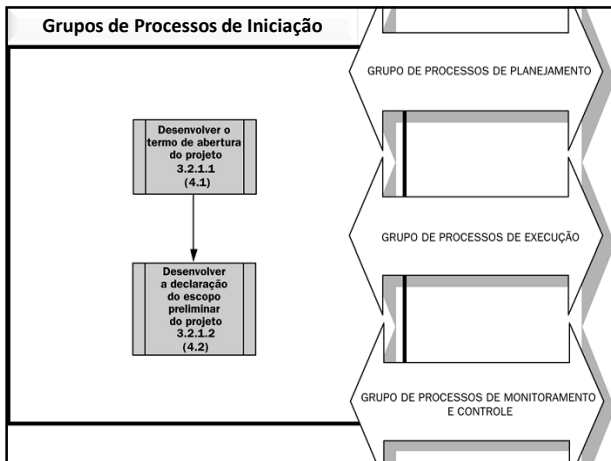 Grupos de Processos de Iniciação
Desenvolver o
termo de abertura
do projeto
3.2.1.1
(4.1)
Desenvolver
a declaração
do escopo
preliminar
do projeto
3.2.1.2
(4.2)
GRUPO DE PROCESSOS DE PLANEJAMENTO
GRUPO DE PROCESSOS DE EXECUÇÃO
GRUPO DE PROCESSOS DE MONITORAMENTO
E CONTROLE